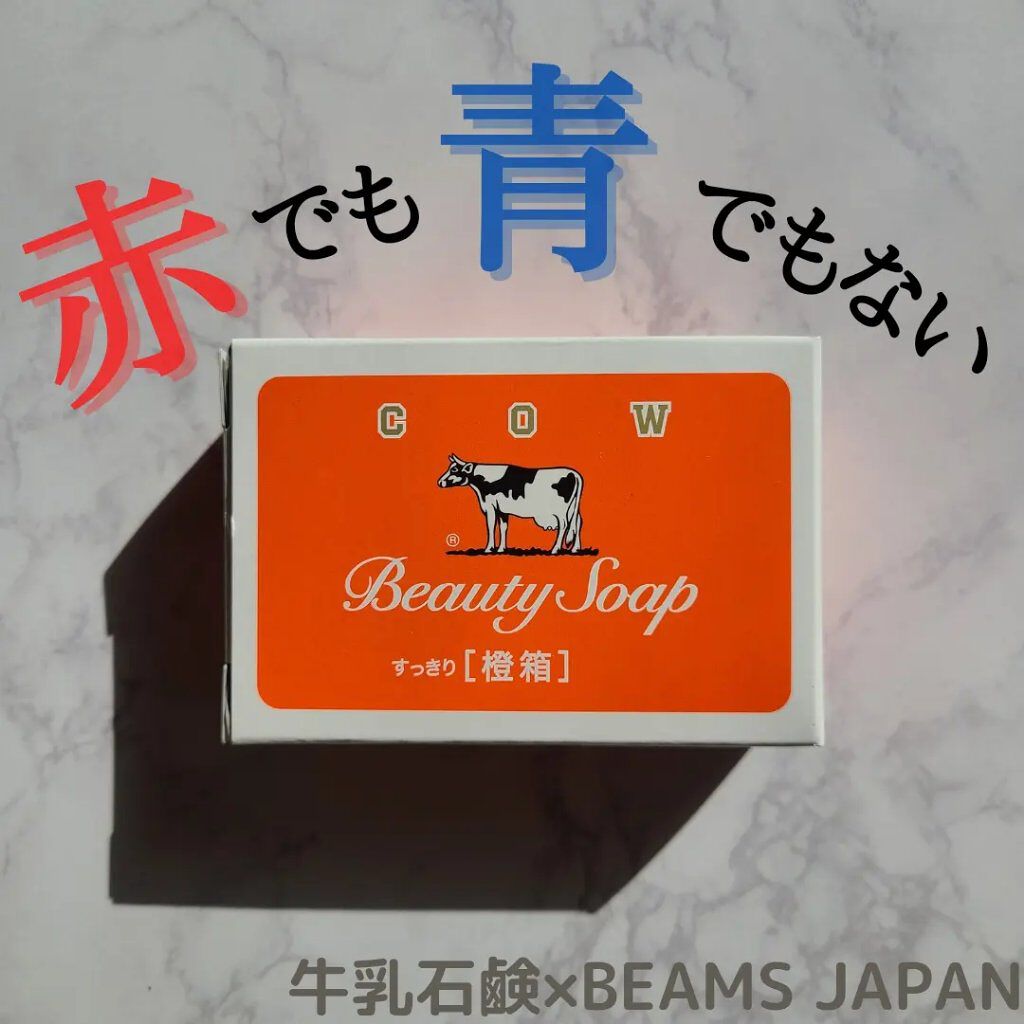 赤でも青でもない
COW
®
Beauty Soap
すっきり[橙箱]
牛乳石鹸×BEAMS JAPAN